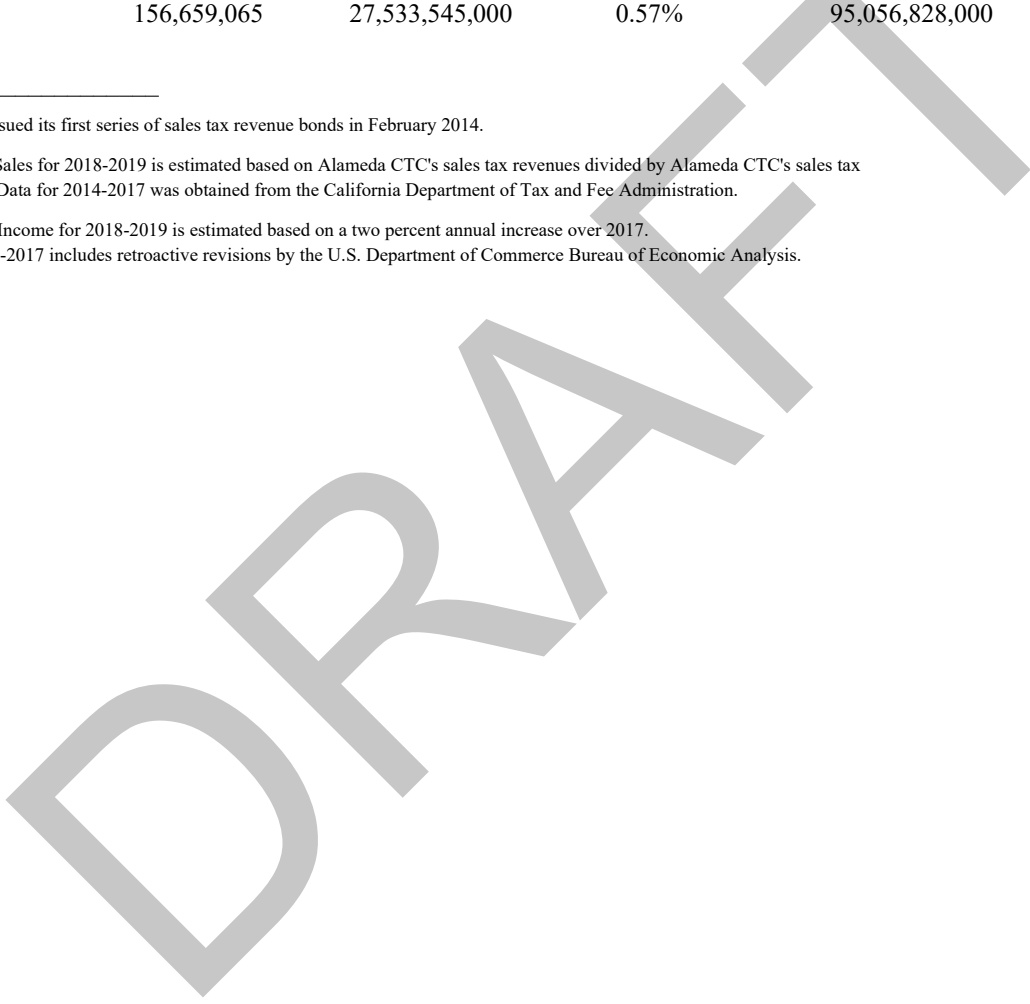 156,659,065 27,533,545,000 0.57% 95,056,828,000
sued its first series of sales tax revenue bonds in February 2014.
Sales for 2018-2019 is estimated based on Alameda CTC's sales tax revenues divided by Alameda CTC's sales tax
Data for 2014-2017 was obtained from the California Department of Tax and Fee Administration.
Income for 2018-2019 is estimated based on a two percent annual increase over 2017.
-2017 includes retroactive revisions by the U.S. Department of Commerce Bureau of Economic Analysis.
DRAFT